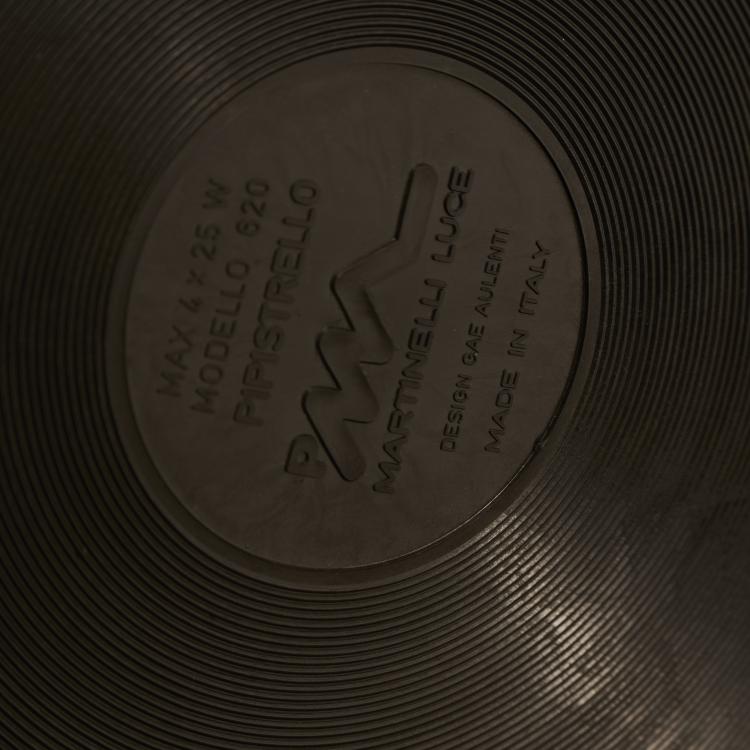 MAX 4 x 25 W
MODELLO 620
PIPISTRELLO
P
MARTINELLI LUCE
DESIGN GAE AULENTI
MADE IN ITALY